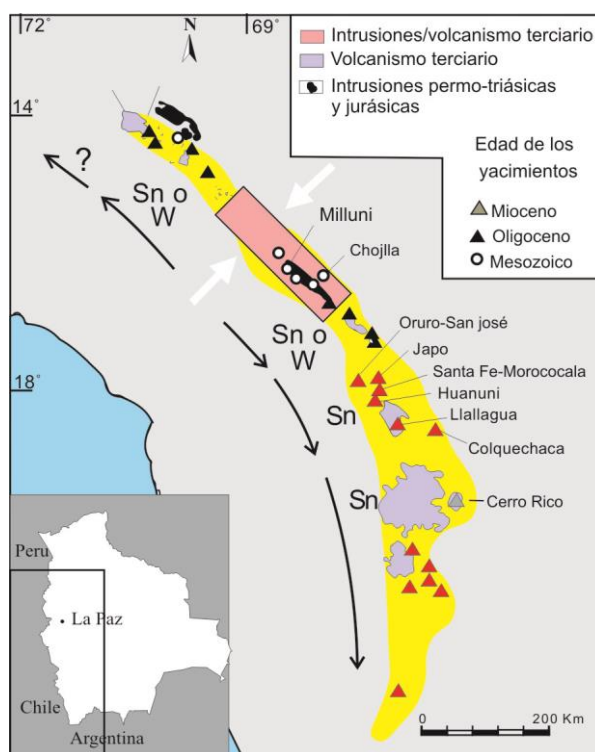 72
69
N
14°
18°
Intrusiones/volcanismo terciario
Volcanismo terciario
Intrusiones permo-triásicas
y jurásicas
Edad de los
yacimientos
Mioceno
Oligoceno
Mesozoico
?
Sn o
W
Milluni
Chojlla
Sn o
W
Oruro-San josé
Japo
Santa Fe-Morococala
Huanuni
Llallagua
Colquechaca
Sn
Sn
Cerro Rico
Peru
La Paz
Chile
Argentina
0 200 Km